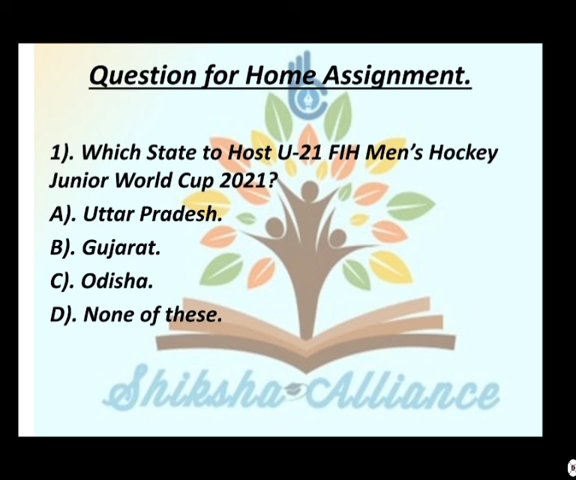 Question for Home Assignment.
1). Which State to Host U-21 FIH Men's Hockey
Junior World Cup 2021?
A). Uttar Pradesh.
B). Gujarat.
C). Odisha.
D). None of these.
Shiksha Alliance